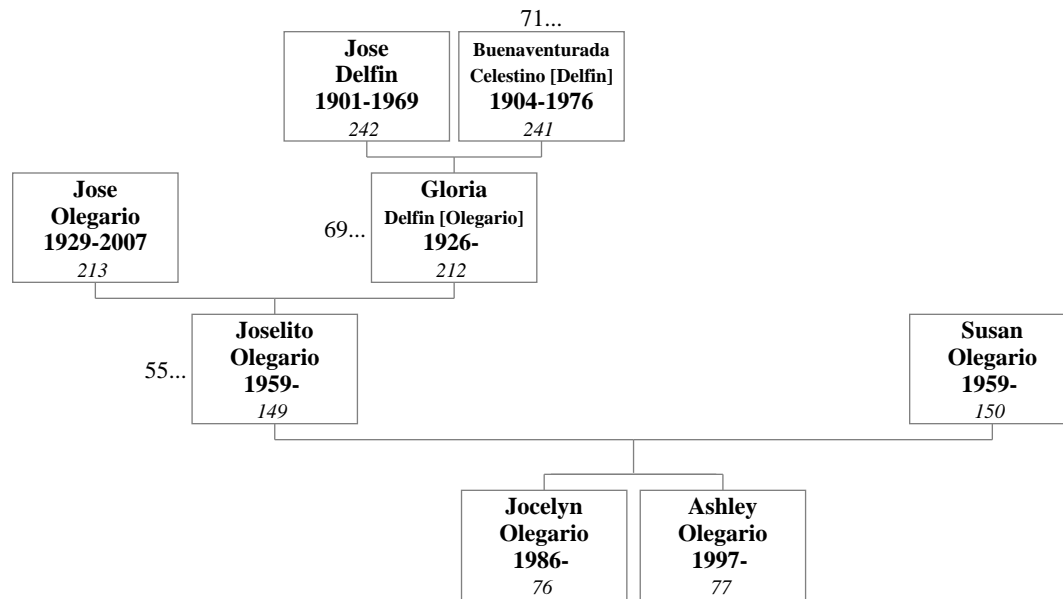 71...
Jose
Delfin
1901-1969
242
Buenaventurada
Celestino [Delfin]
1904-1976
241
Jose
Olegario
1929-2007
213
69...
Gloria
Delfin [Olegario]
1926-
212
55...
Joselito
Olegario
1959-
149
Susan
Olegario
1959-
150
Jocelyn
Olegario
1986-
76
Ashley
Olegario
1997-
77